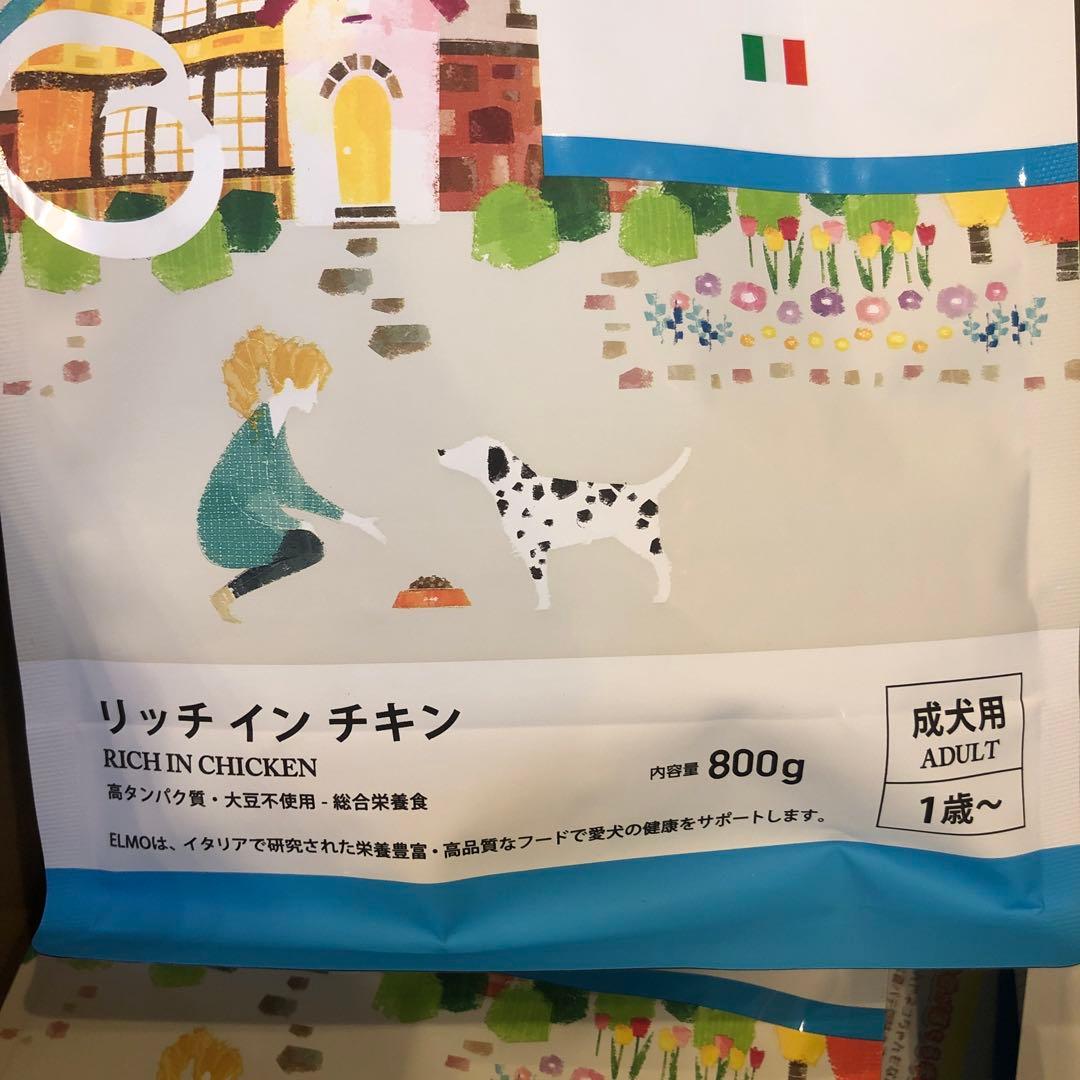 リッチ イン チキン
RICH IN CHICKEN
高タンパク質・大豆不使用 - 総合栄養食
内容量 800g
成犬用
ADULT
1歳～
ELMOは、イタリアで研究された栄養豊富・高品質なフードで愛犬の健康をサポートします。